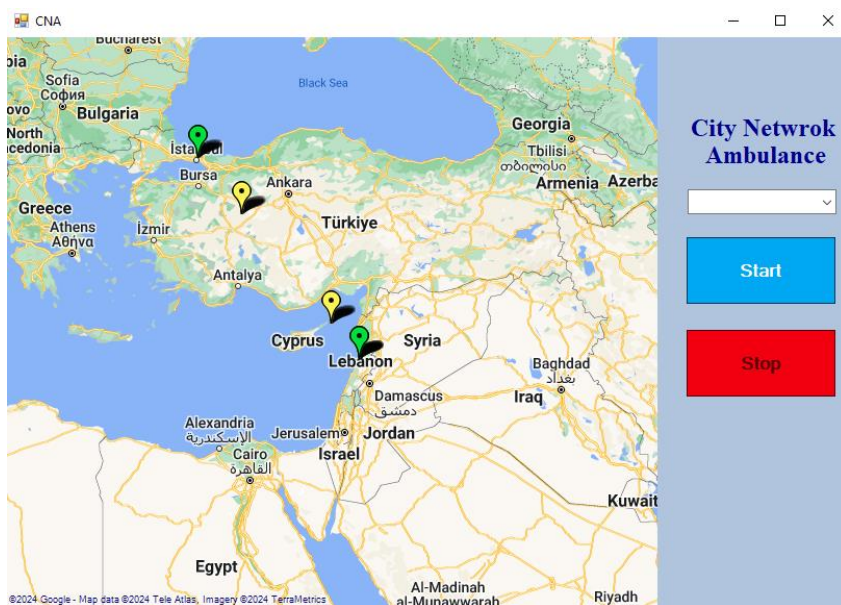 CNA
Bucharest
Sofia
София
Bulgaria
North
Black Sea
Georgia
Tbilisi
თბილისი
Armenia
Azerba
Bursa
Ankara
Greece
Athens
Αθήνα
İzmir
Türkiye
Antalya
Cyprus
Syria
Lebanon
Baghdad
بغداد
Damascus
دمشق
Iraq
Alexandria
الإسكندرية
Jerusalem
Jordan
Israel
Cairo
القاهرة
Kuwait
Egypt
Al-Madinah
al-Munawwarah
Riyadh
©2024 Google - Map data ©2024 Tele Atlas, Imagery ©2024 TerraMetrics
City Netwrok
Ambulance
Start
Stop